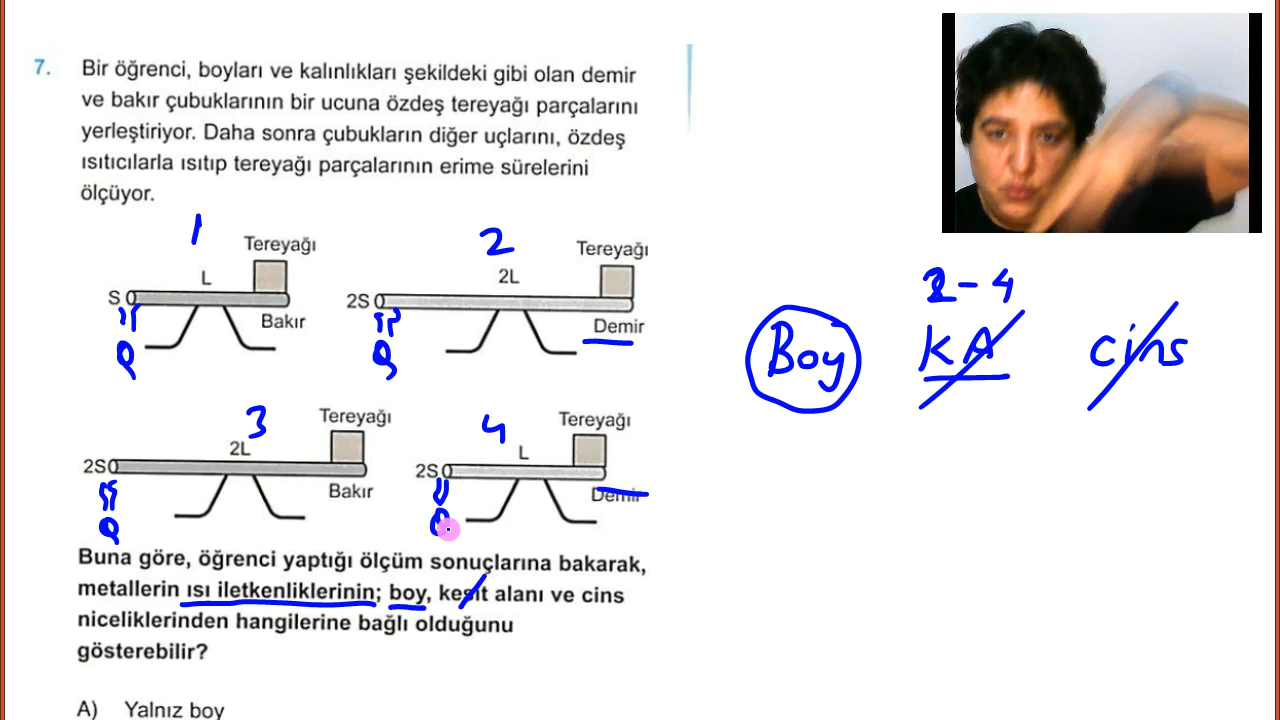 7. Bir öğrenci, boyları ve kalınlıkları şekildeki gibi olan demir
ve bakır çubuklarının bir ucuna özdeş tereyağı parçalarını
yerleştiriyor. Daha sonra çubukların diğer uçlarını, özdeş
ısıtıcılarla ısıtıp tereyağı parçalarının erime sürelerini
ölçüyor.
1
Tereyağı
L
S
Bakır
2
Tereyağı
2L
2S
Demir
3
Tereyağı
2L
2S
Bakır
4
Tereyağı
L
2S
Demir
2-4
Boy KA cins
Buna göre, öğrenci yaptığı ölçüm sonuçlarına bakarak,
metallerin ısı iletkenliklerinin; boy, kesit alanı ve cins
niceliklerinden hangilerine bağlı olduğunu
gösterebilir?
A) Yalnız boy